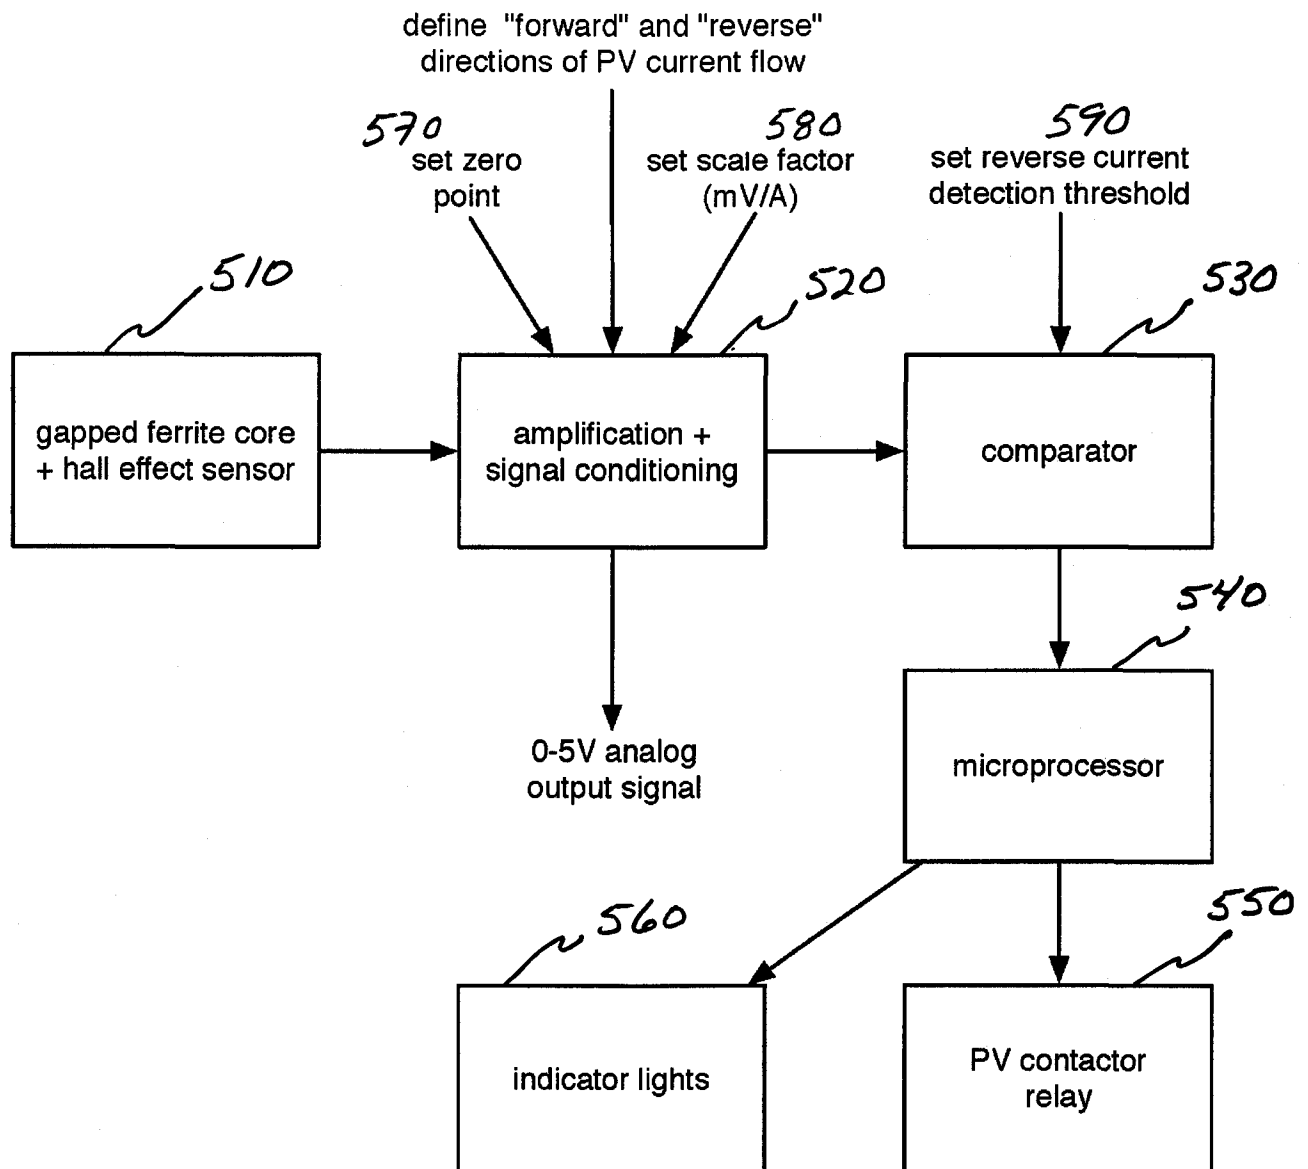 define "forward" and "reverse"
directions of PV current flow
570
set zero
point
580
set scale factor
(mV/A)
590
set reverse current
detection threshold
510
520
530
gapped ferrite core
+ hall effect sensor
amplification +
signal conditioning
comparator
540
0-5V analog
output signal
microprocessor
560
550
indicator lights
PV contactor
relay